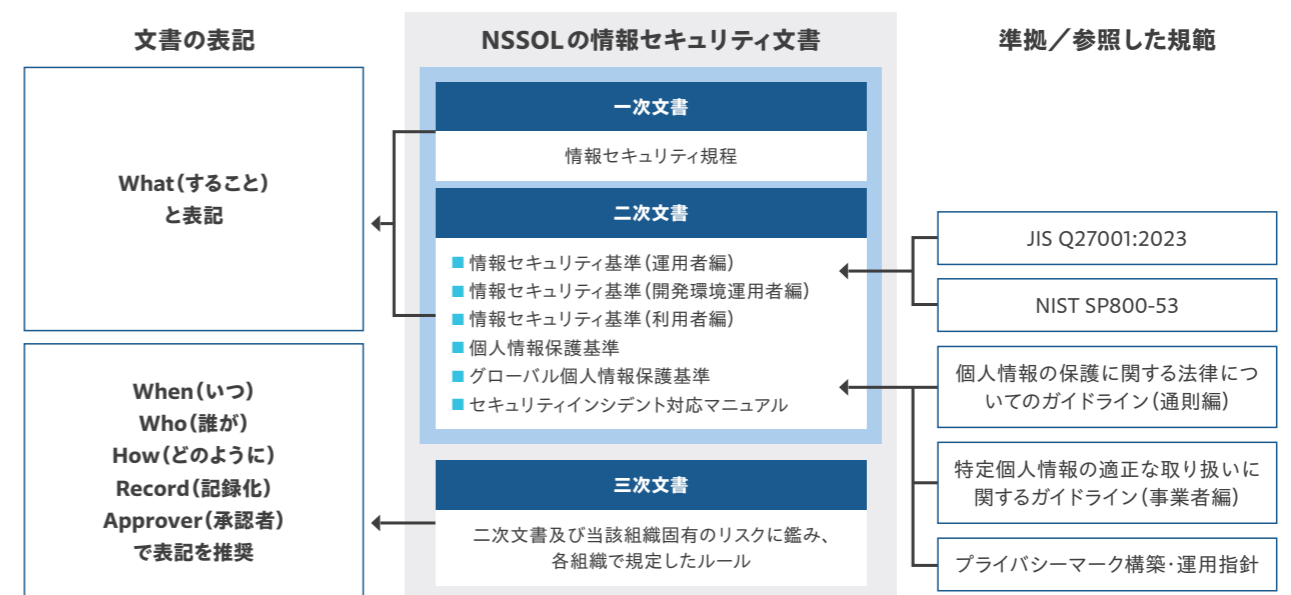 文書の表記
NSSOLの情報セキュリティ文書
準拠／参照した規範
What（すること）
と表記
When（いつ）
Who（誰が）
How（どのように）
Record（記録化）
Approver（承認者）
で表記を推奨
一次文書
情報セキュリティ規程
二次文書
■ 情報セキュリティ基準（運用者編）
■ 情報セキュリティ基準（開発環境運用者編）
■ 情報セキュリティ基準（利用者編）
■ 個人情報保護基準
■ グローバル個人情報保護基準
■ セキュリティインシデント対応マニュアル
三次文書
二次文書及び当該組織固有のリスクに鑑み、
各組織で規定したルール
JIS Q27001:2023
NIST SP800-53
個人情報の保護に関する法律につ
いてのガイドライン（通則編）
特定個人情報の適正な取り扱いに
関するガイドライン（事業者編）
プライバシーマーク構築・運用指針